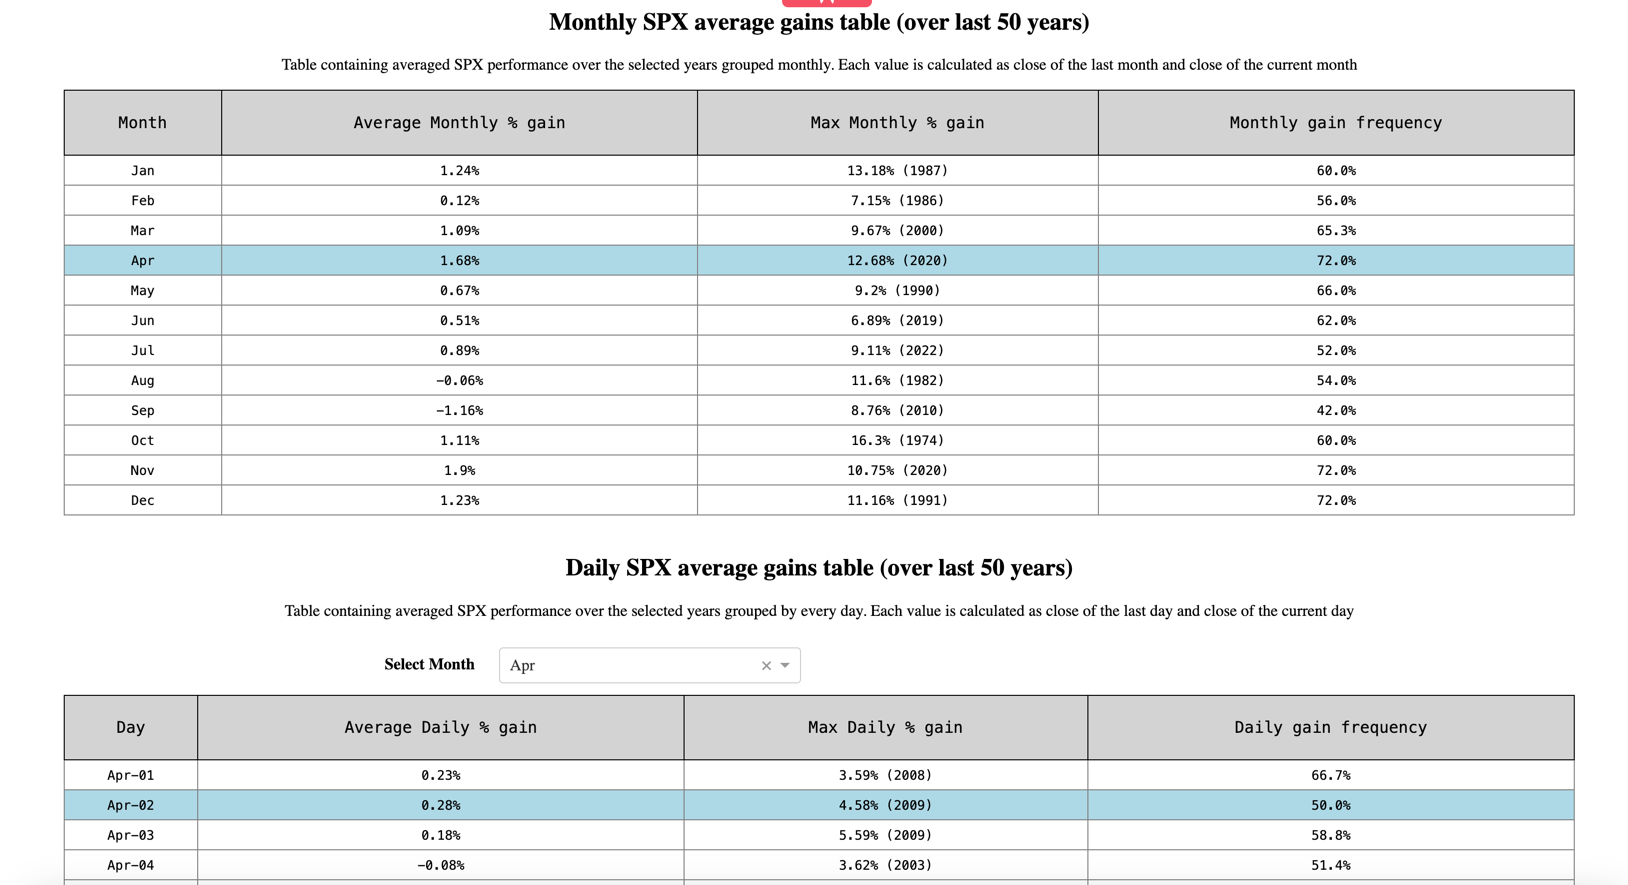 Monthly SPX average gains table (over last 50 years)
Table containing averaged SPX performance over the selected years grouped monthly. Each value is calculated as close of the last month and close of the current month
Month Average Monthly % gain Max Monthly % gain Monthly gain frequency
Jan 1.24% 13.18% (1987) 60.0%
Feb 0.12% 7.15% (1986) 56.0%
Mar 1.09% 9.67% (2000) 65.3%
Apr 1.68% 12.68% (2020) 72.0%
May 0.67% 9.2% (1990) 66.0%
Jun 0.51% 6.89% (2019) 62.0%
Jul 0.89% 9.11% (2022) 52.0%
Aug -0.06% 11.6% (1982) 54.0%
Sep -1.16% 8.76% (2010) 42.0%
Oct 1.11% 16.3% (1974) 60.0%
Nov 1.9% 10.75% (2020) 72.0%
Dec 1.23% 11.16% (1991) 72.0%
Daily SPX average gains table (over last 50 years)
Table containing averaged SPX performance over the selected years grouped by every day. Each value is calculated as close of the last day and close of the current day
Select Month Apr
Day Average Daily % gain Max Daily % gain Daily gain frequency
Apr-01 0.23% 3.59% (2008) 66.7%
Apr-02 0.28% 4.58% (2009) 50.0%
Apr-03 0.18% 5.59% (2009) 58.8%
Apr-04 -0.08% 3.62% (2003) 51.4%